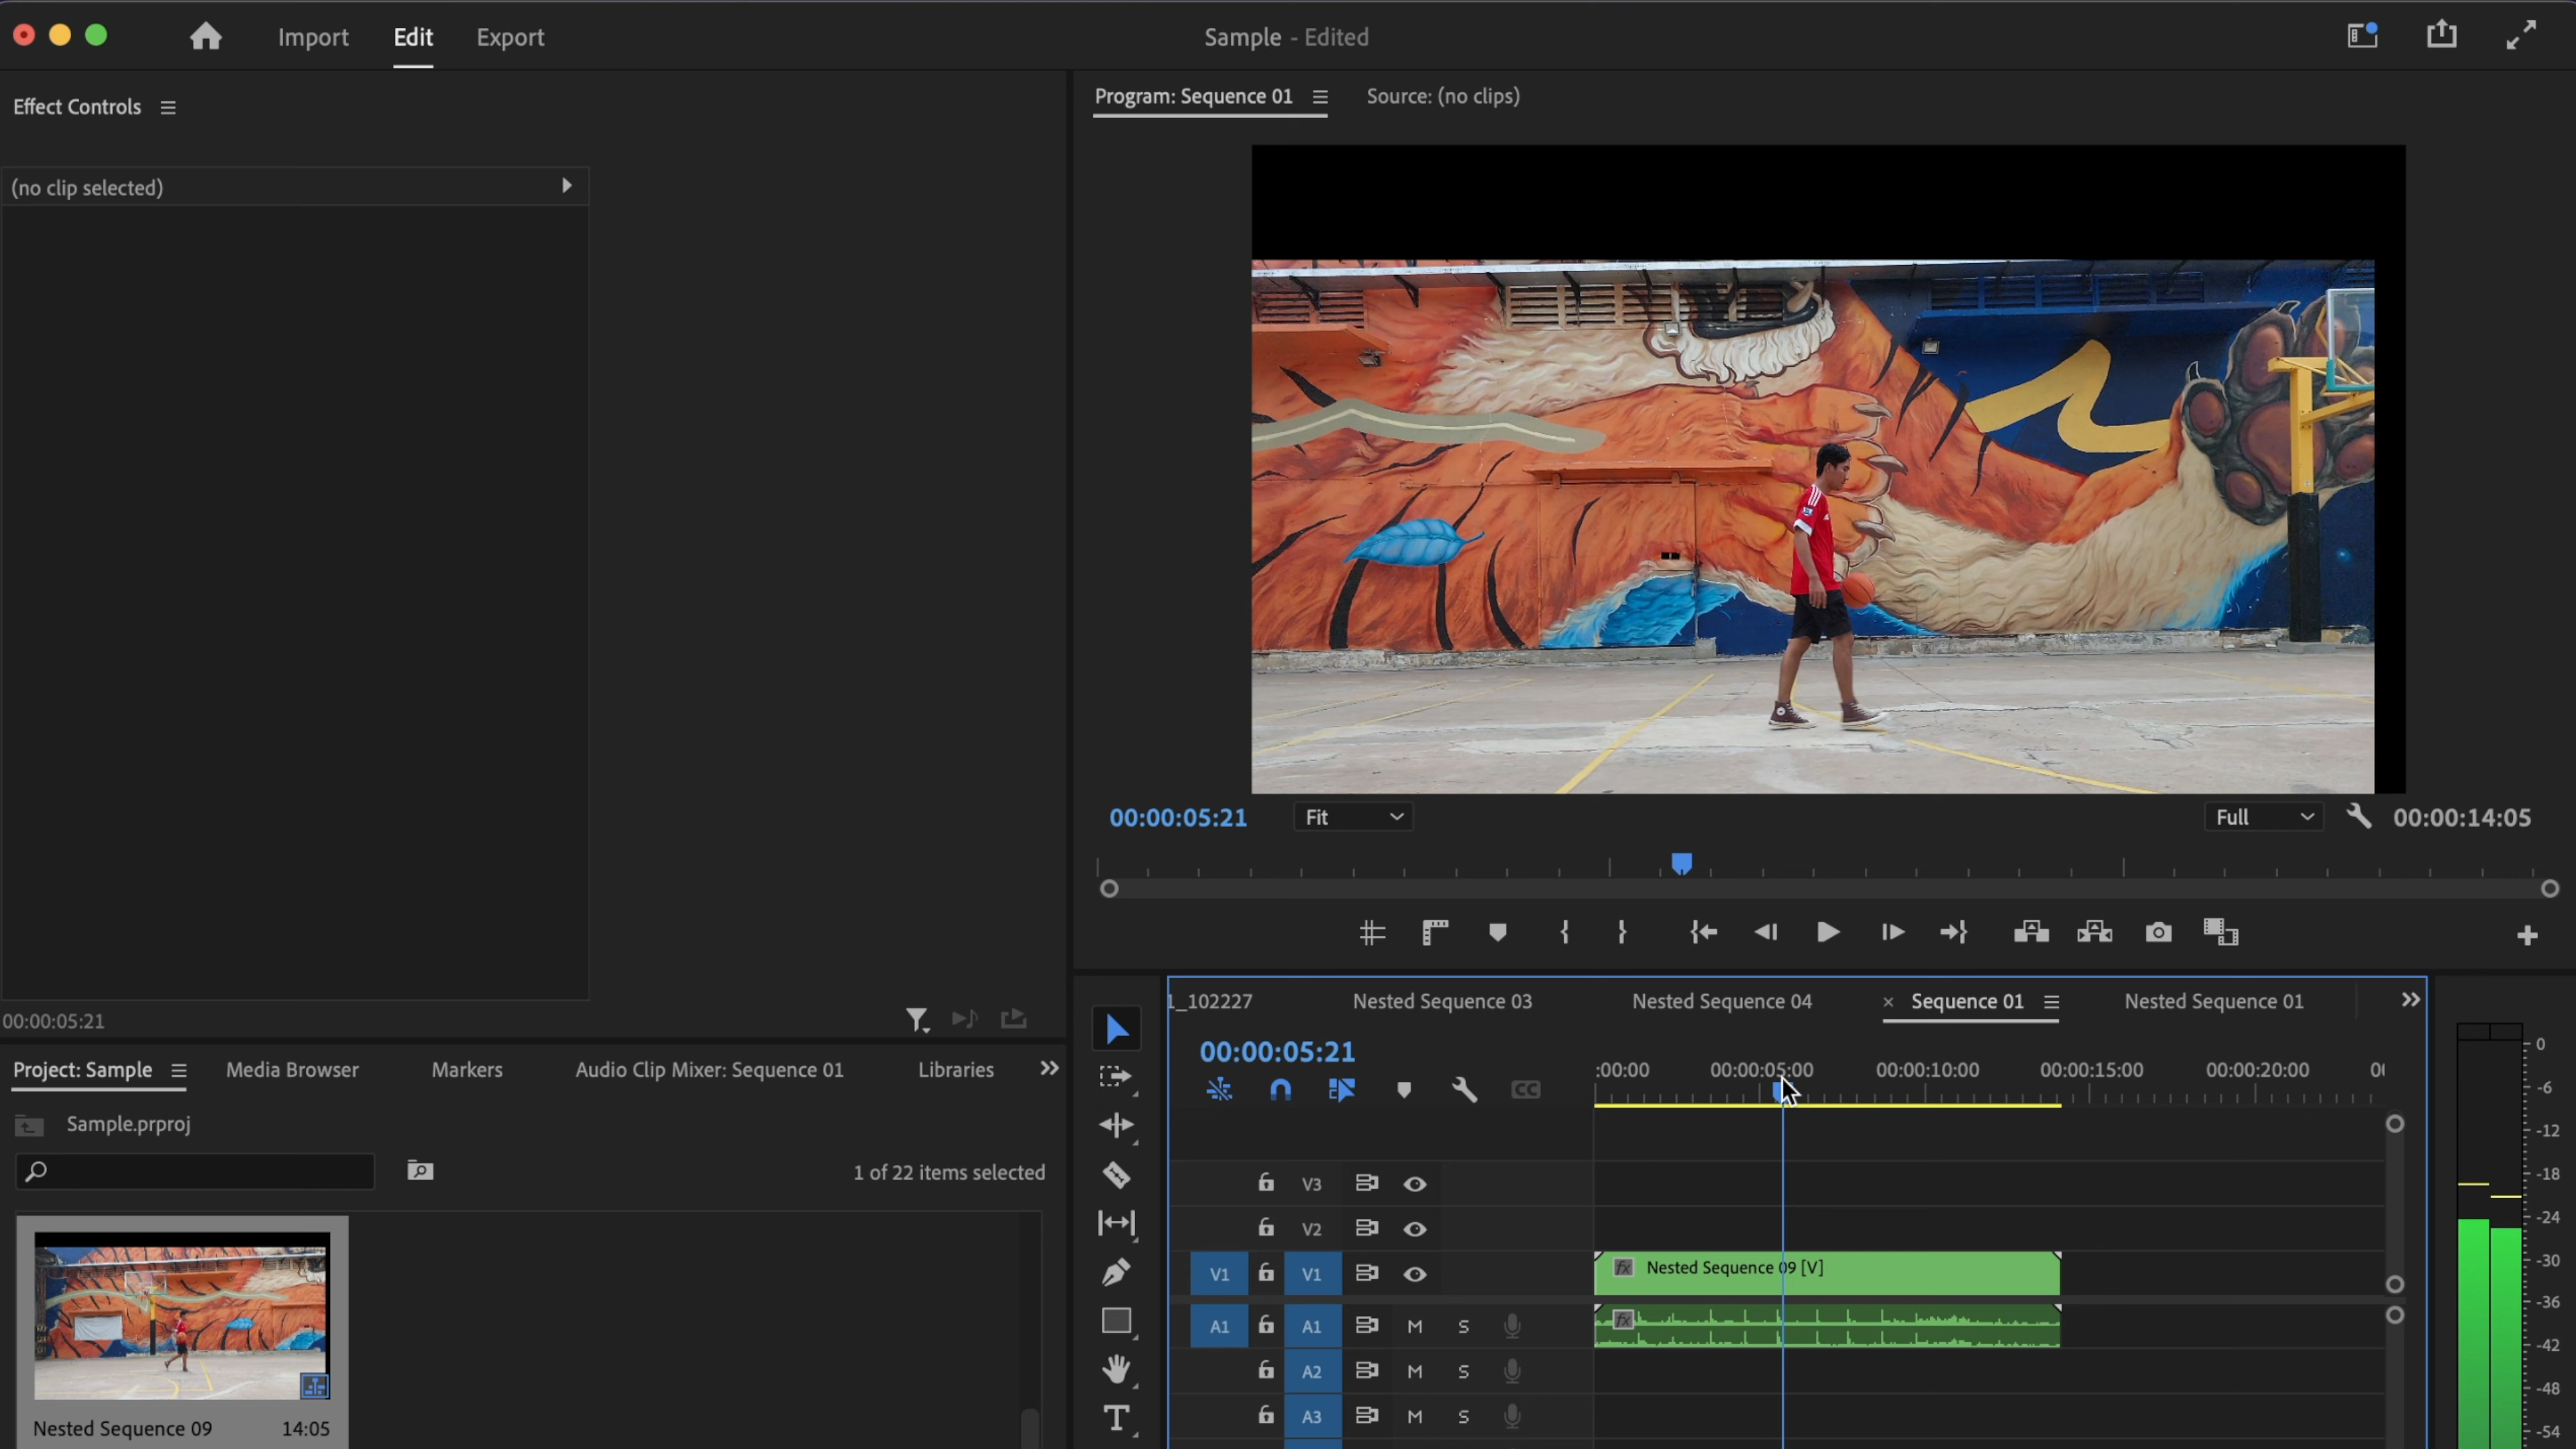 Import Edit Export Sample - Edited
Effect Controls
Program: Sequence 01 Source: (no clips)
(no clip selected)
00:00:05:21 Fit Full 00:00:14:05
00:00:05:21
1_102227 Nested Sequence 03 Nested Sequence 04 × Sequence 01 Nested Sequence 01
Project: Sample Media Browser Markers Audio Clip Mixer: Sequence 01 Libraries
00:00:05:21
:00:00 00:00:05:00 00:00:10:00 00:00:15:00 00:00:20:00 00
CC
Sample.prproj
1 of 22 items selected
V3
V2
V1 V1 fx Nested Sequence 09 [V]
A1 A1 M S fx
A2 M S
A3 M S
T
Nested Sequence 09 14:05
0
-6
-12
-18
-24
-30
-36
-42
-48
-54